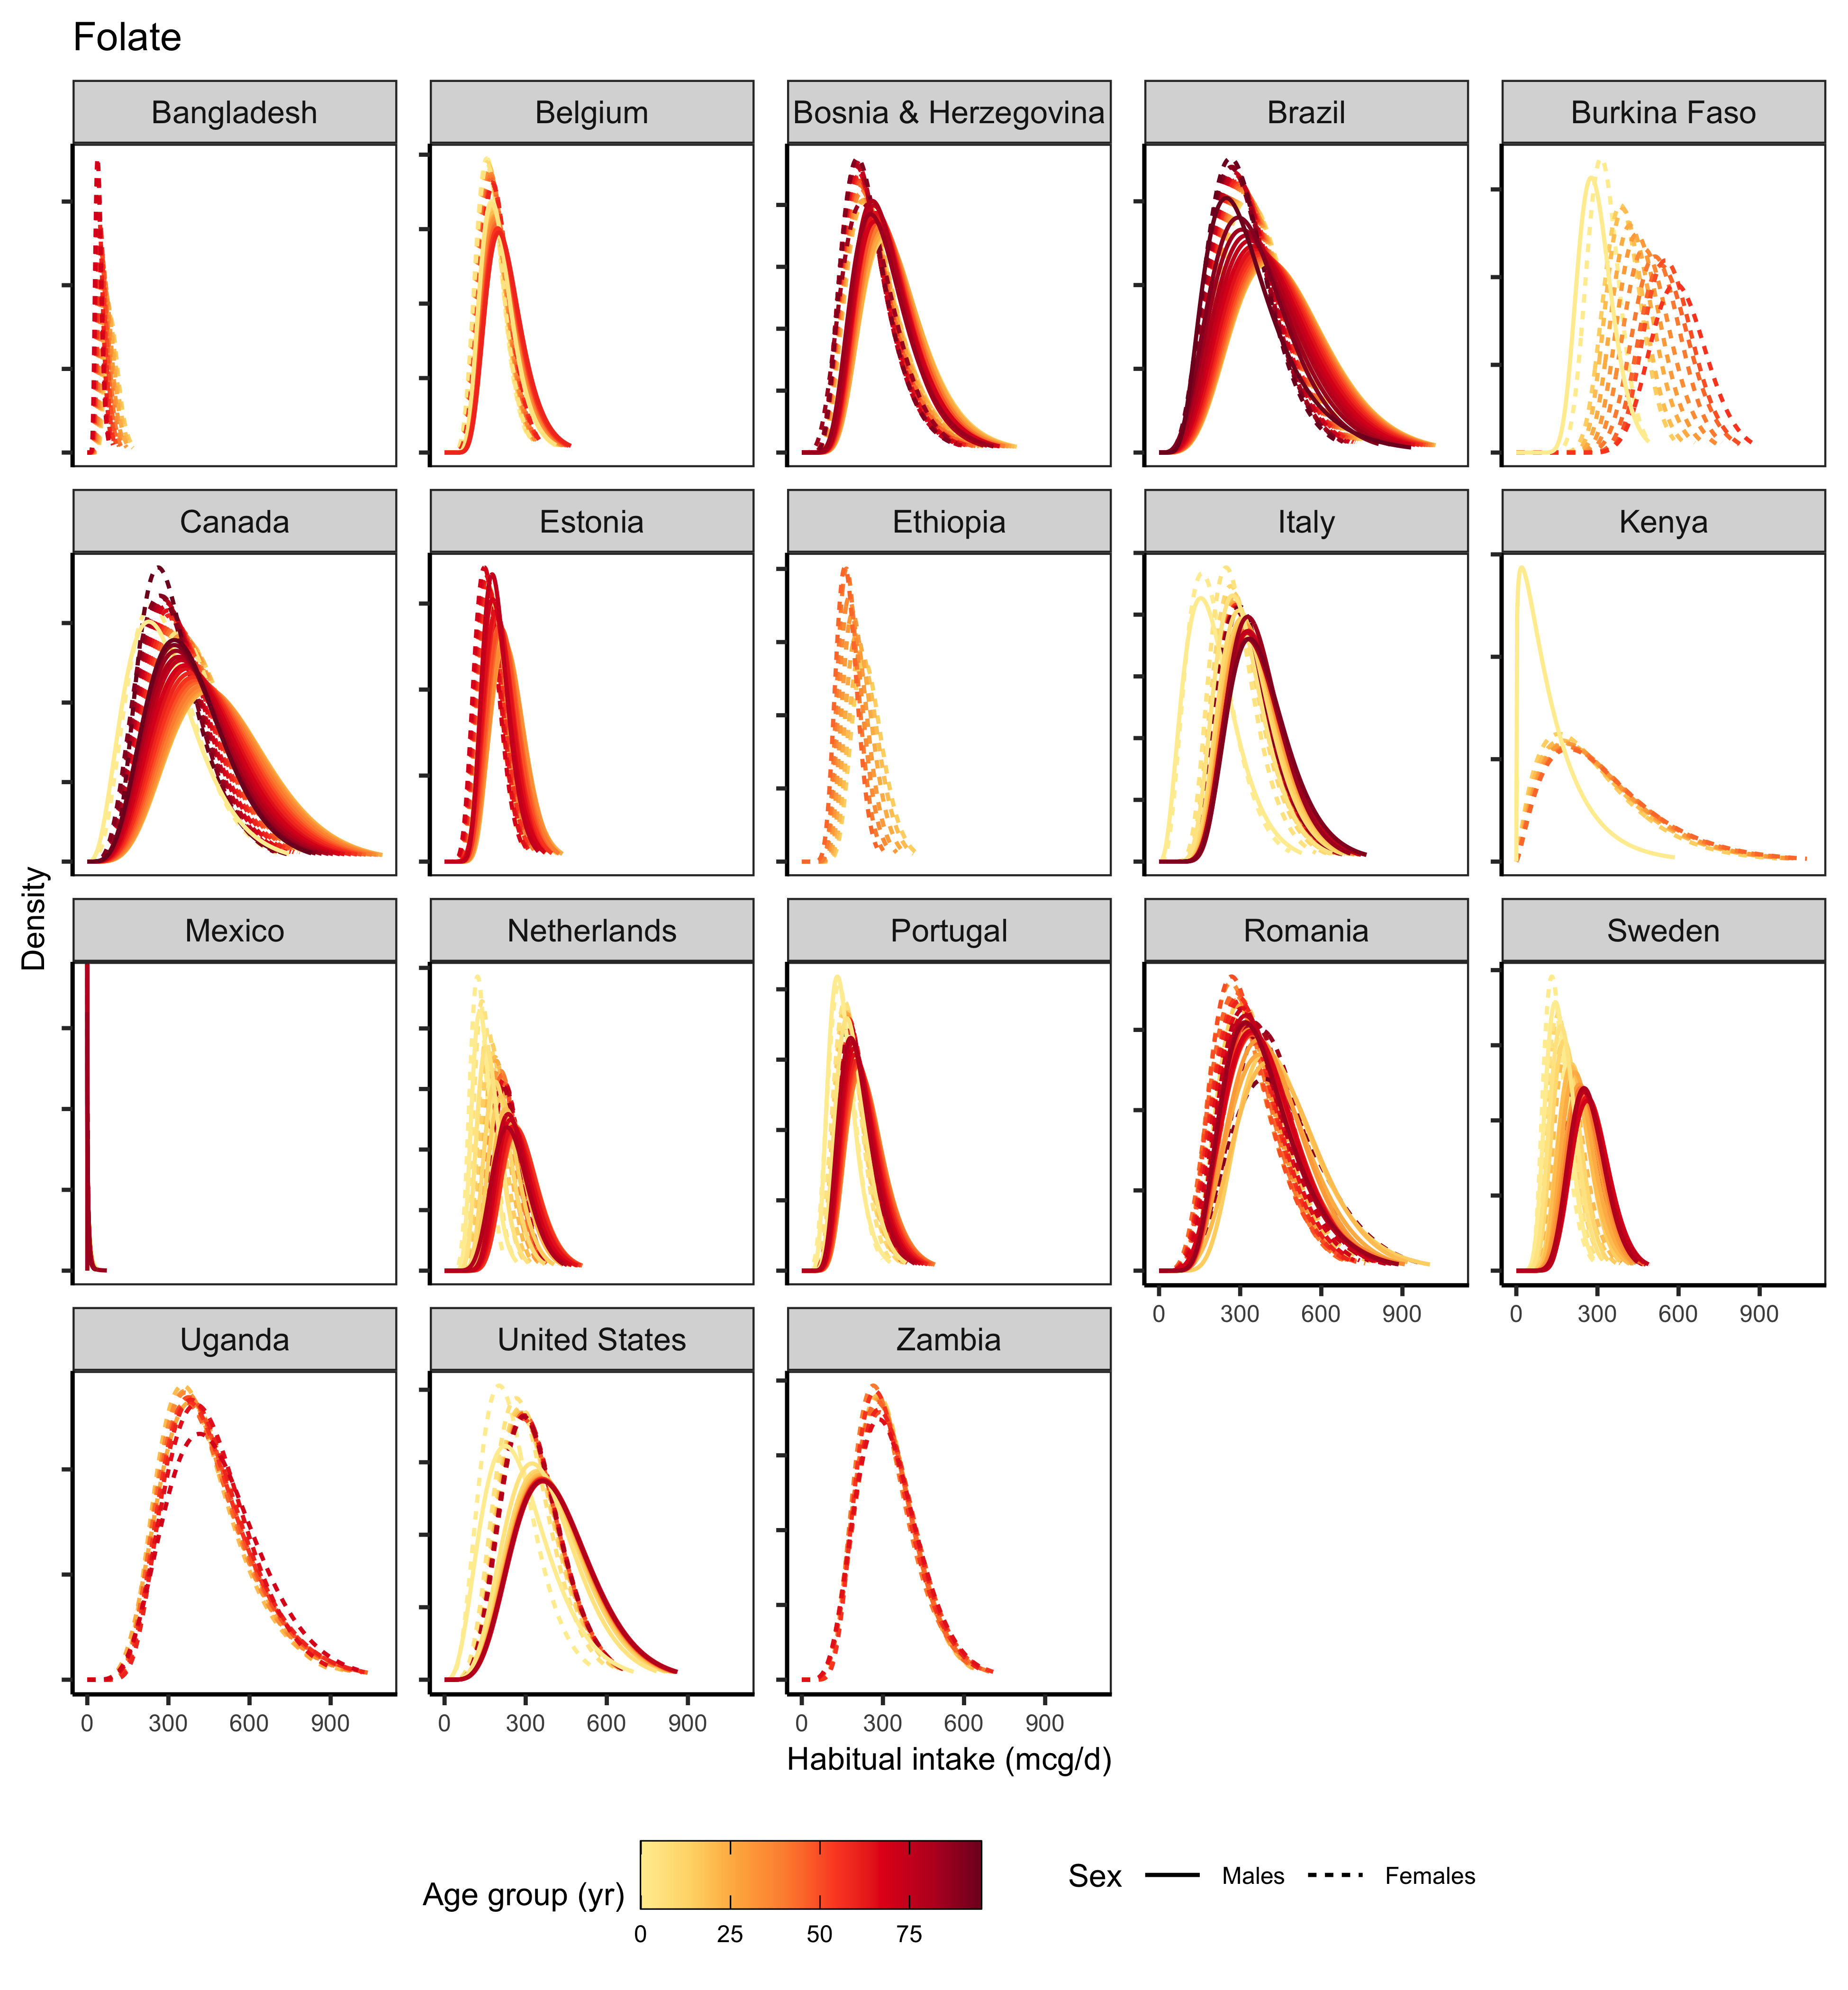 Folate
Bangladesh
Belgium
Bosnia & Herzegovina
Brazil
Burkina Faso
Canada
Estonia
Ethiopia
Italy
Kenya
Density
Mexico
Netherlands
Portugal
Romania
Sweden
0 300 600 900
0 300 600 900
Uganda
United States
Zambia
0 300 600 900
0 300 600 900
0 300 600 900
Habitual intake (mcg/d)
Age group (yr)
0 25 50 75
Sex
Males
Females